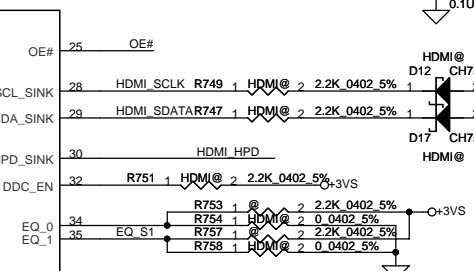 0.1U
OE# 25 OE#
HDMI@
D12 CH7
SCL_SINK 28 HDMI_SCLK R749 1 HDMI@ 2 2.2K_0402_5% 1
DA_SINK 29 HDMI_SDATA R747 1 HDMI@ 2 2.2K_0402_5% 1
D17 CH7
HPD_SINK 30 HDMI_HPD HDMI@
DDC_EN 32 R751 1 HDMI@ 2 2.2K_0402_5% +3VS
R753 1 @ 2 2.2K_0402_5% +3VS
EQ_0 34 R754 1 HDMI@ 2 0_0402_5%
EQ_1 35 EQ_S1 R757 1 @ 2 2.2K_0402_5%
R758 1 HDMI@ 2 0_0402_5%